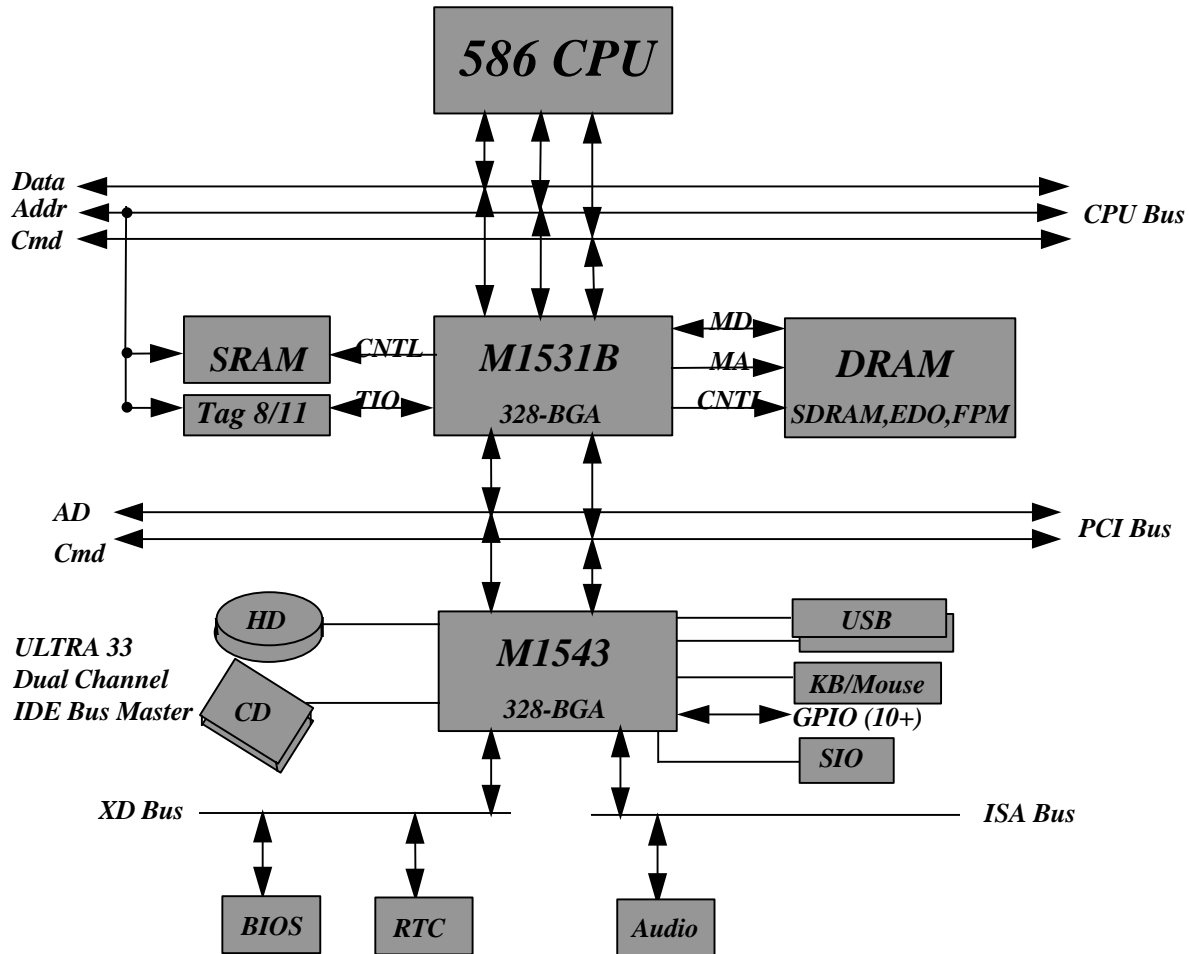 586 CPU
Data
Addr
CPU Bus
Cmd
MD
SRAM
CNTL
M1531B
MA
DRAM
Tag 8/11
TIO
328-BGA
CNTL
SDRAM,EDO,FPM
AD
Cmd
PCI Bus
HD
USB
ULTRA 33
Dual Channel
IDE Bus Master
CD
M1543
328-BGA
KB/Mouse
GPIO (10+)
SIO
XD Bus
ISA Bus
BIOS
RTC
Audio